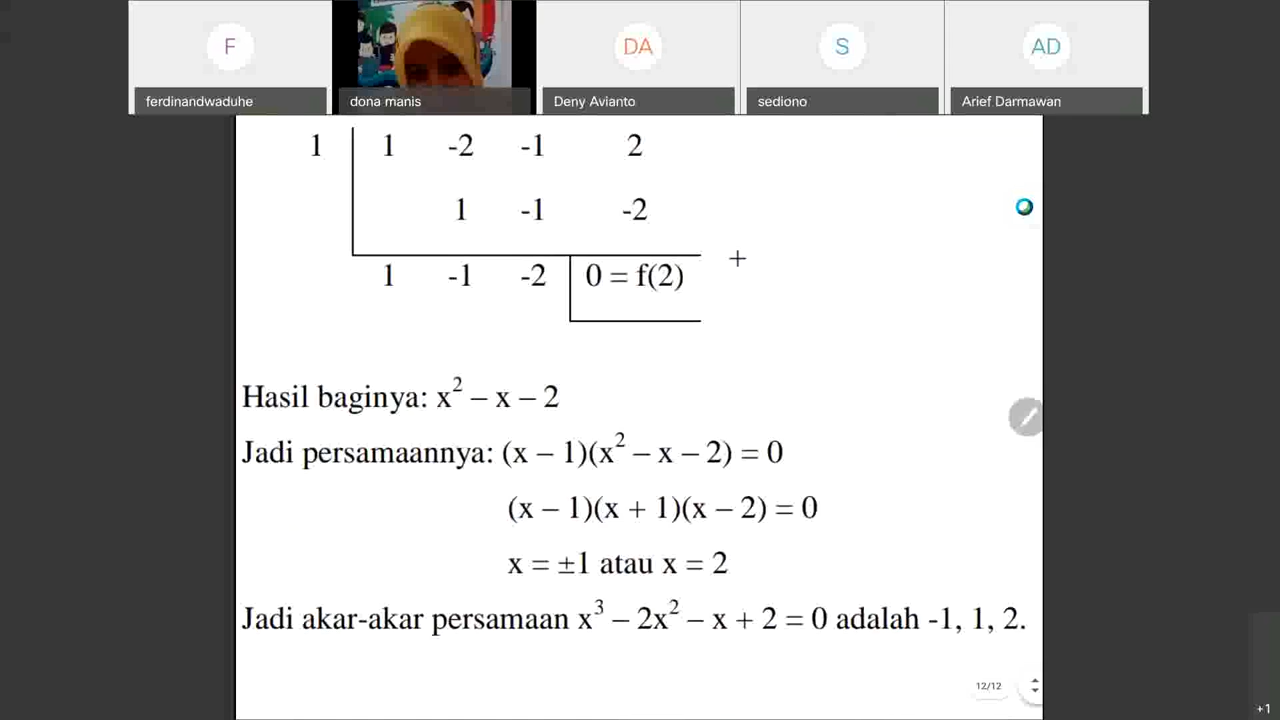 F
DA
S
AD
ferdinandwaduhe
dona manis
Deny Avianto
sediono
Arief Darmawan
1 1 -2 -1 2
1 -1 -2
+
1 -1 -2 0 = f(2)
Hasil baginya: x² – x – 2
Jadi persamaannya: (x – 1)(x² – x – 2) = 0
(x – 1)(x + 1)(x – 2) = 0
x = ±1 atau x = 2
Jadi akar-akar persamaan x³ – 2x² – x + 2 = 0 adalah -1, 1, 2.
12/12
+1